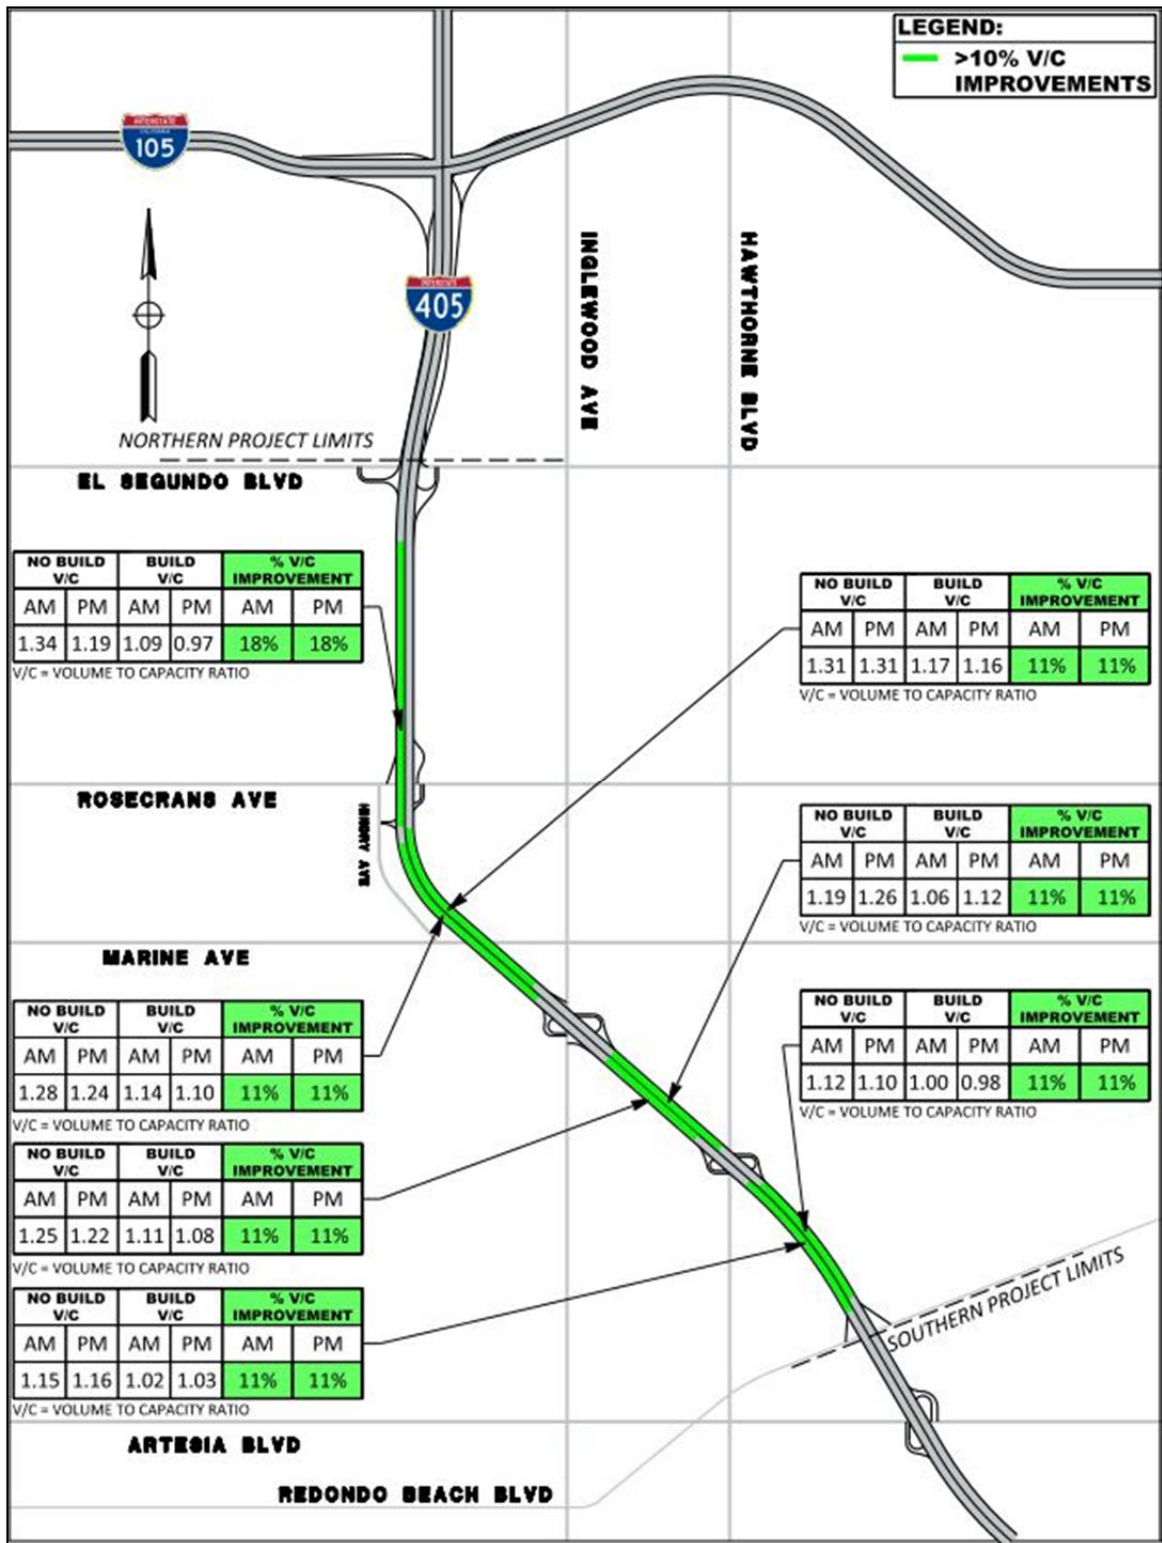 LEGEND:
>10% V/C
IMPROVEMENTS
INTERSTATE
CALIFORNIA
105
INTERSTATE
405
INGLEWOOD AVE
HAWTHORNE BLVD
NORTHERN PROJECT LIMITS
EL SEGUNDO BLVD
NO BUILD BUILD % V/C
V/C V/C IMPROVEMENT
AM PM AM PM AM PM
1.34 1.19 1.09 0.97 18% 18%
V/C = VOLUME TO CAPACITY RATIO
NO BUILD BUILD % V/C
V/C V/C IMPROVEMENT
AM PM AM PM AM PM
1.31 1.31 1.17 1.16 11% 11%
V/C = VOLUME TO CAPACITY RATIO
ROSECRANS AVE
HINDRY AVE
NO BUILD BUILD % V/C
V/C V/C IMPROVEMENT
AM PM AM PM AM PM
1.19 1.26 1.06 1.12 11% 11%
V/C = VOLUME TO CAPACITY RATIO
MARINE AVE
NO BUILD BUILD % V/C
V/C V/C IMPROVEMENT
AM PM AM PM AM PM
1.28 1.24 1.14 1.10 11% 11%
V/C = VOLUME TO CAPACITY RATIO
NO BUILD BUILD % V/C
V/C V/C IMPROVEMENT
AM PM AM PM AM PM
1.12 1.10 1.00 0.98 11% 11%
V/C = VOLUME TO CAPACITY RATIO
NO BUILD BUILD % V/C
V/C V/C IMPROVEMENT
AM PM AM PM AM PM
1.25 1.22 1.11 1.08 11% 11%
V/C = VOLUME TO CAPACITY RATIO
SOUTHERN PROJECT LIMITS
NO BUILD BUILD % V/C
V/C V/C IMPROVEMENT
AM PM AM PM AM PM
1.15 1.16 1.02 1.03 11% 11%
V/C = VOLUME TO CAPACITY RATIO
ARTESIA BLVD
REDONDO BEACH BLVD